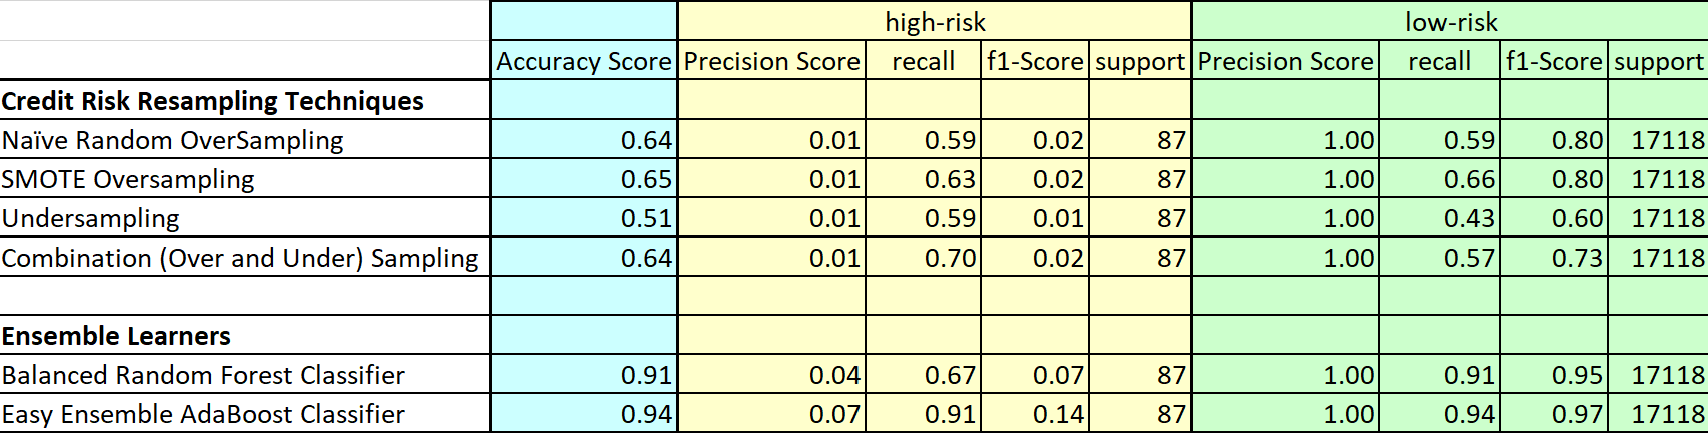 high-risk low-risk
Accuracy Score Precision Score recall f1-Score support Precision Score recall f1-Score support
Credit Risk Resampling Techniques
Naïve Random OverSampling 0.64 0.01 0.59 0.02 87 1.00 0.59 0.80 17118
SMOTE Oversampling 0.65 0.01 0.63 0.02 87 1.00 0.66 0.80 17118
Undersampling 0.51 0.01 0.59 0.01 87 1.00 0.43 0.60 17118
Combination (Over and Under) Sampling 0.64 0.01 0.70 0.02 87 1.00 0.57 0.73 17118
Ensemble Learners
Balanced Random Forest Classifier 0.91 0.04 0.67 0.07 87 1.00 0.91 0.95 17118
Easy Ensemble AdaBoost Classifier 0.94 0.07 0.91 0.14 87 1.00 0.94 0.97 17118